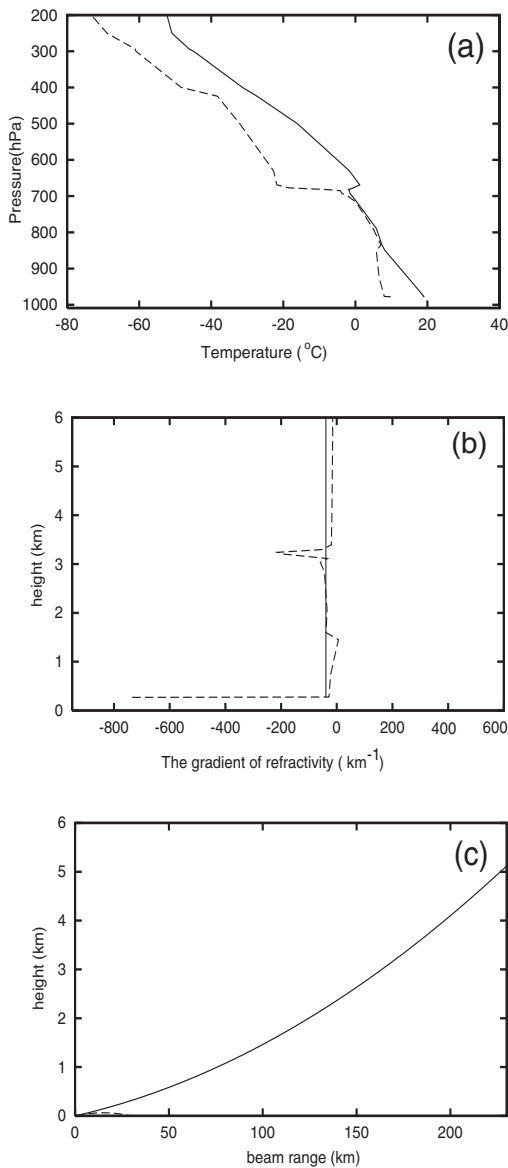 (a)
200
300
400
500
600
700
800
900
1000
Pressure(hPa)
-80 -60 -40 -20 0 20 40
Temperature ( °C)
(b)
6
5
4
3
2
1
0
height (km)
-800 -600 -400 -200 0 200 400 600
The gradient of refractivity ( km-1)
(c)
6
5
4
3
2
1
0
height (km)
0 50 100 150 200
beam range (km)